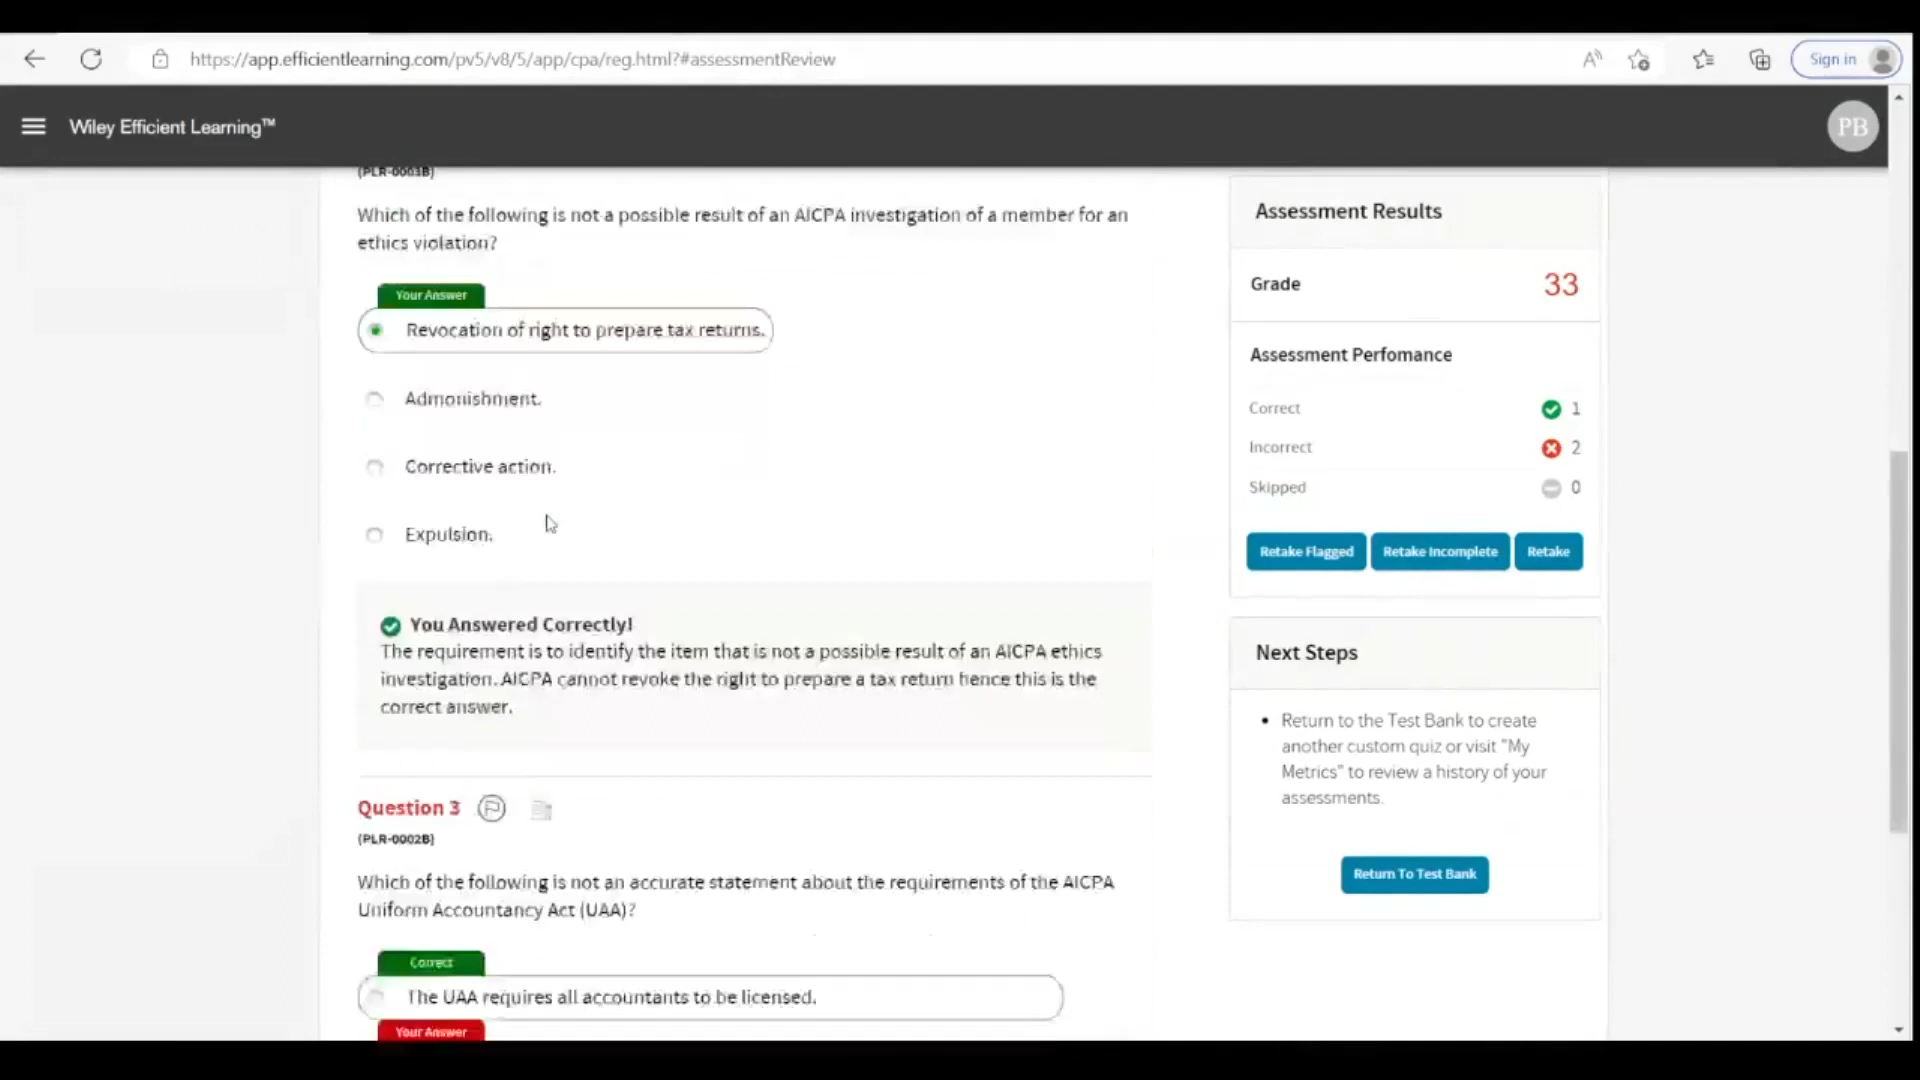 https://app.efficientlearning.com/pv5/v8/5/app/cpa/reg.html?#assessmentReview
Sign in
Wiley Efficient Learning™
PB
(PLR-0003B)
Which of the following is not a possible result of an AICPA investigation of a member for an
ethics violation?
Your Answer
Revocation of right to prepare tax returns.
Admonishment.
Corrective action.
Expulsion.
You Answered Correctly!
The requirement is to identify the item that is not a possible result of an AICPA ethics
investigation. AICPA cannot revoke the right to prepare a tax return hence this is the
correct answer.
Question 3
(PLR-0002B)
Which of the following is not an accurate statement about the requirements of the AICPA
Uniform Accountancy Act (UAA)?
Correct
The UAA requires all accountants to be licensed.
Your Answer
Assessment Results
Grade 33
Assessment Perfomance
Correct 1
Incorrect 2
Skipped 0
Retake Flagged Retake Incomplete Retake
Next Steps
• Return to the Test Bank to create
another custom quiz or visit "My
Metrics" to review a history of your
assessments.
Return To Test Bank